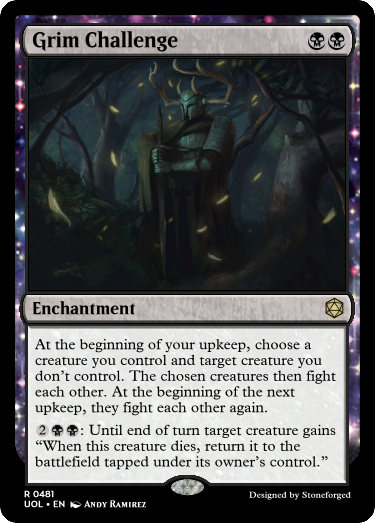 Grim Challenge
Enchantment
At the beginning of your upkeep, choose a
creature you control and target creature you
don't control. The chosen creatures then fight
each other. At the beginning of the next
upkeep, they fight each other again.
2 : Until end of turn target creature gains
“When this creature dies, return it to the
battlefield tapped under its owner's control.”
R 0481
UOL • EN ANDY RAMIREZ
Designed by Stoneforged